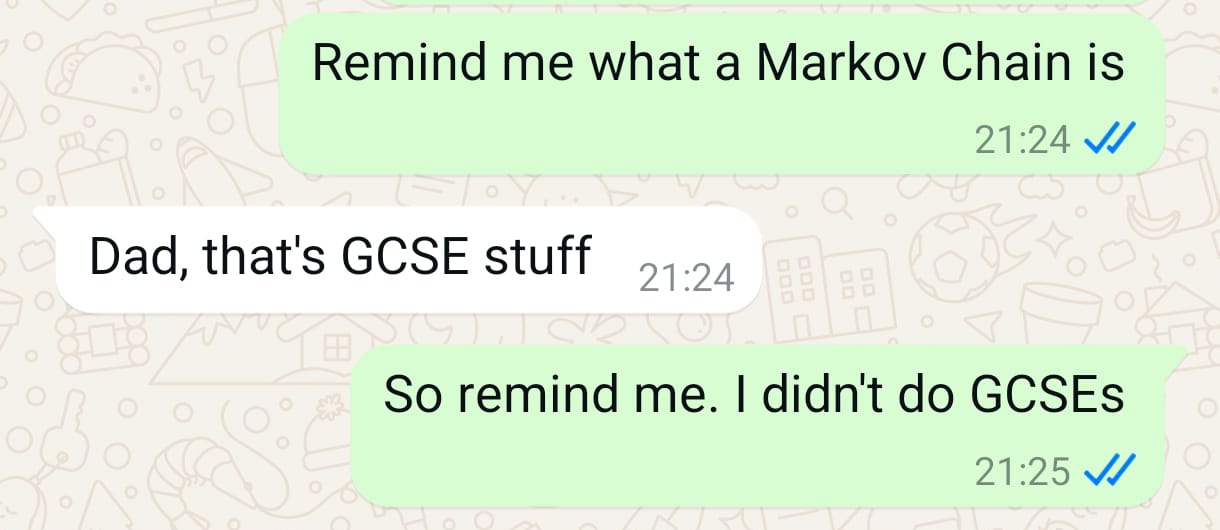 Remind me what a Markov Chain is
21:24
Dad, that's GCSE stuff 21:24
So remind me. I didn't do GCSEs
21:25